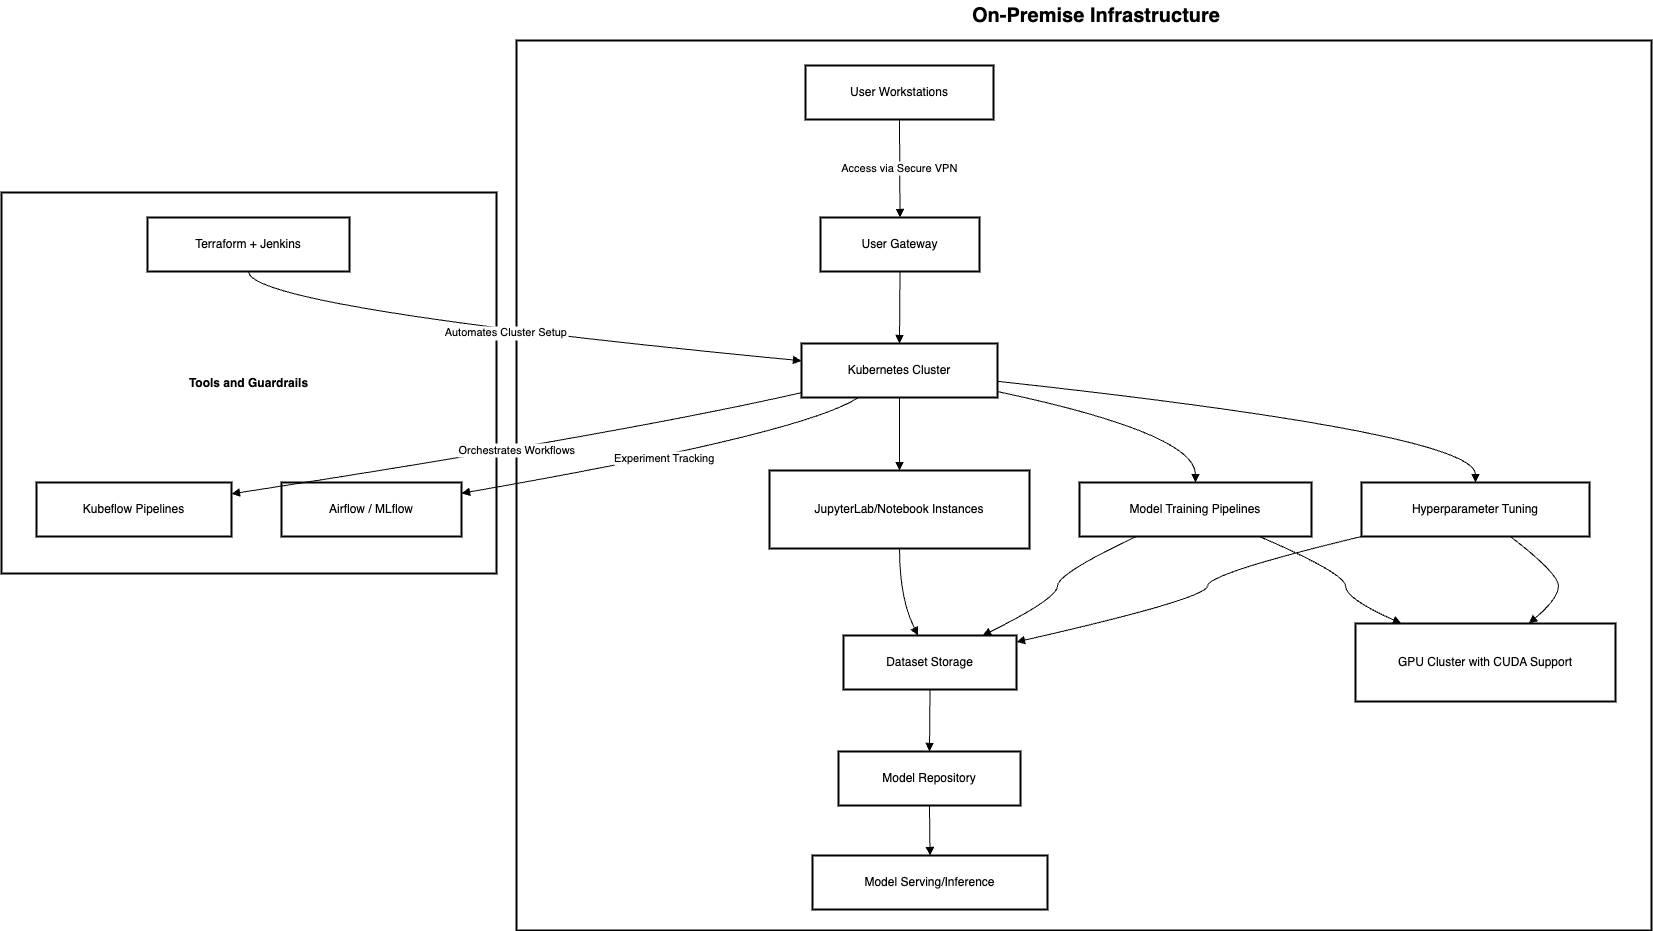 On-Premise Infrastructure
User Workstations
Access via Secure VPN
Terraform + Jenkins
User Gateway
Automates Cluster Setup
Kubernetes Cluster
Tools and Guardrails
Orchestrates Workflows
Experiment Tracking
Kubeflow Pipelines
Airflow / MLflow
JupyterLab/Notebook Instances
Model Training Pipelines
Hyperparameter Tuning
Dataset Storage
GPU Cluster with CUDA Support
Model Repository
Model Serving/Inference